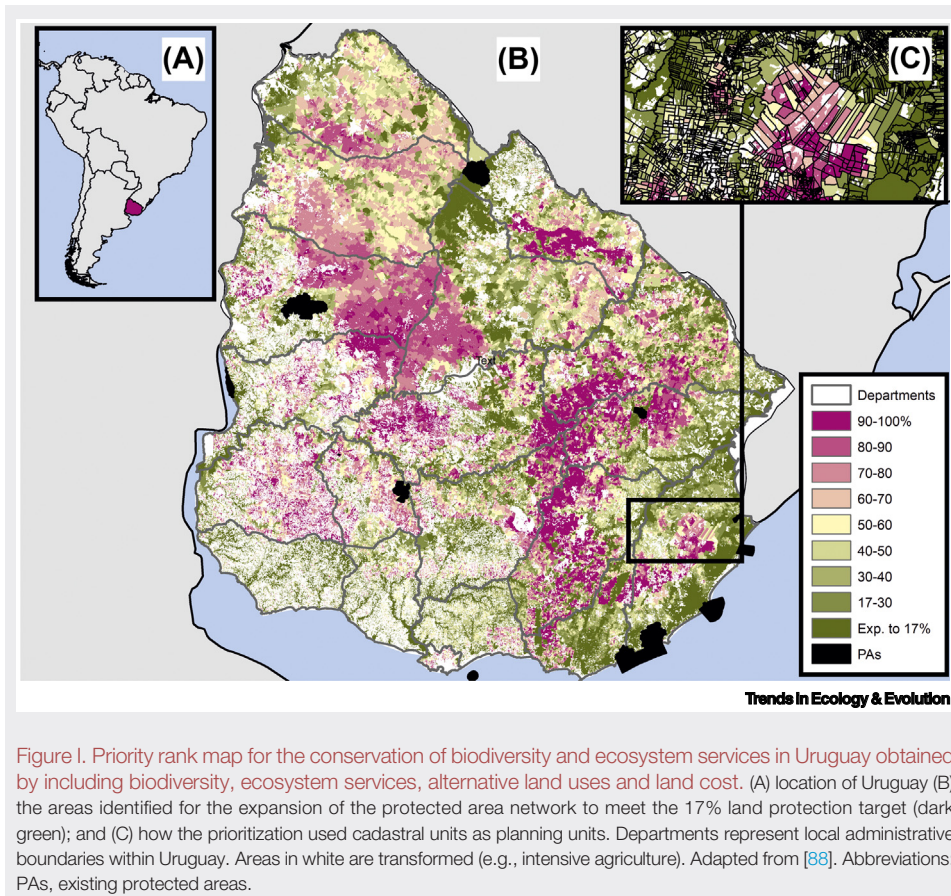 (A)
(B)
(C)
Text
Departments
90-100%
80-90
70-80
60-70
50-60
40-50
30-40
17-30
Exp. to 17%
PAs
Trends in Ecology & Evolution
Figure I. Priority rank map for the conservation of biodiversity and ecosystem services in Uruguay obtained
by including biodiversity, ecosystem services, alternative land uses and land cost. (A) location of Uruguay (B)
the areas identified for the expansion of the protected area network to meet the 17% land protection target (dark
green); and (C) how the prioritization used cadastral units as planning units. Departments represent local administrative
boundaries within Uruguay. Areas in white are transformed (e.g., intensive agriculture). Adapted from [88]. Abbreviations
PAs, existing protected areas.